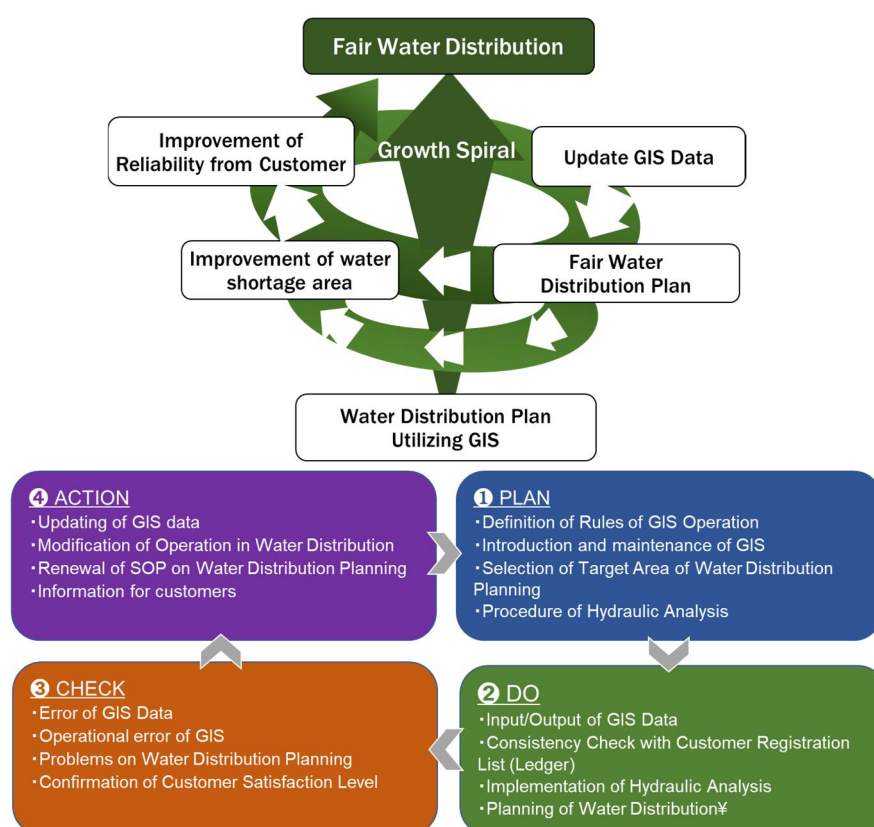 Fair Water Distribution
Growth Spiral
Improvement of
Reliability from Customer
Update GIS Data
Improvement of water
shortage area
Fair Water
Distribution Plan
Water Distribution Plan
Utilizing GIS
❹ ACTION
・Updating of GIS data
・Modification of Operation in Water Distribution
・Renewal of SOP on Water Distribution Planning
・Information for customers
❶ PLAN
・Definition of Rules of GIS Operation
・Introduction and maintenance of GIS
・Selection of Target Area of Water Distribution
Planning
・Procedure of Hydraulic Analysis
❸ CHECK
・Error of GIS Data
・Operational error of GIS
・Problems on Water Distribution Planning
・Confirmation of Customer Satisfaction Level
❷ DO
・Input/Output of GIS Data
・Consistency Check with Customer Registration
List (Ledger)
・Implementation of Hydraulic Analysis
・Planning of Water Distribution¥